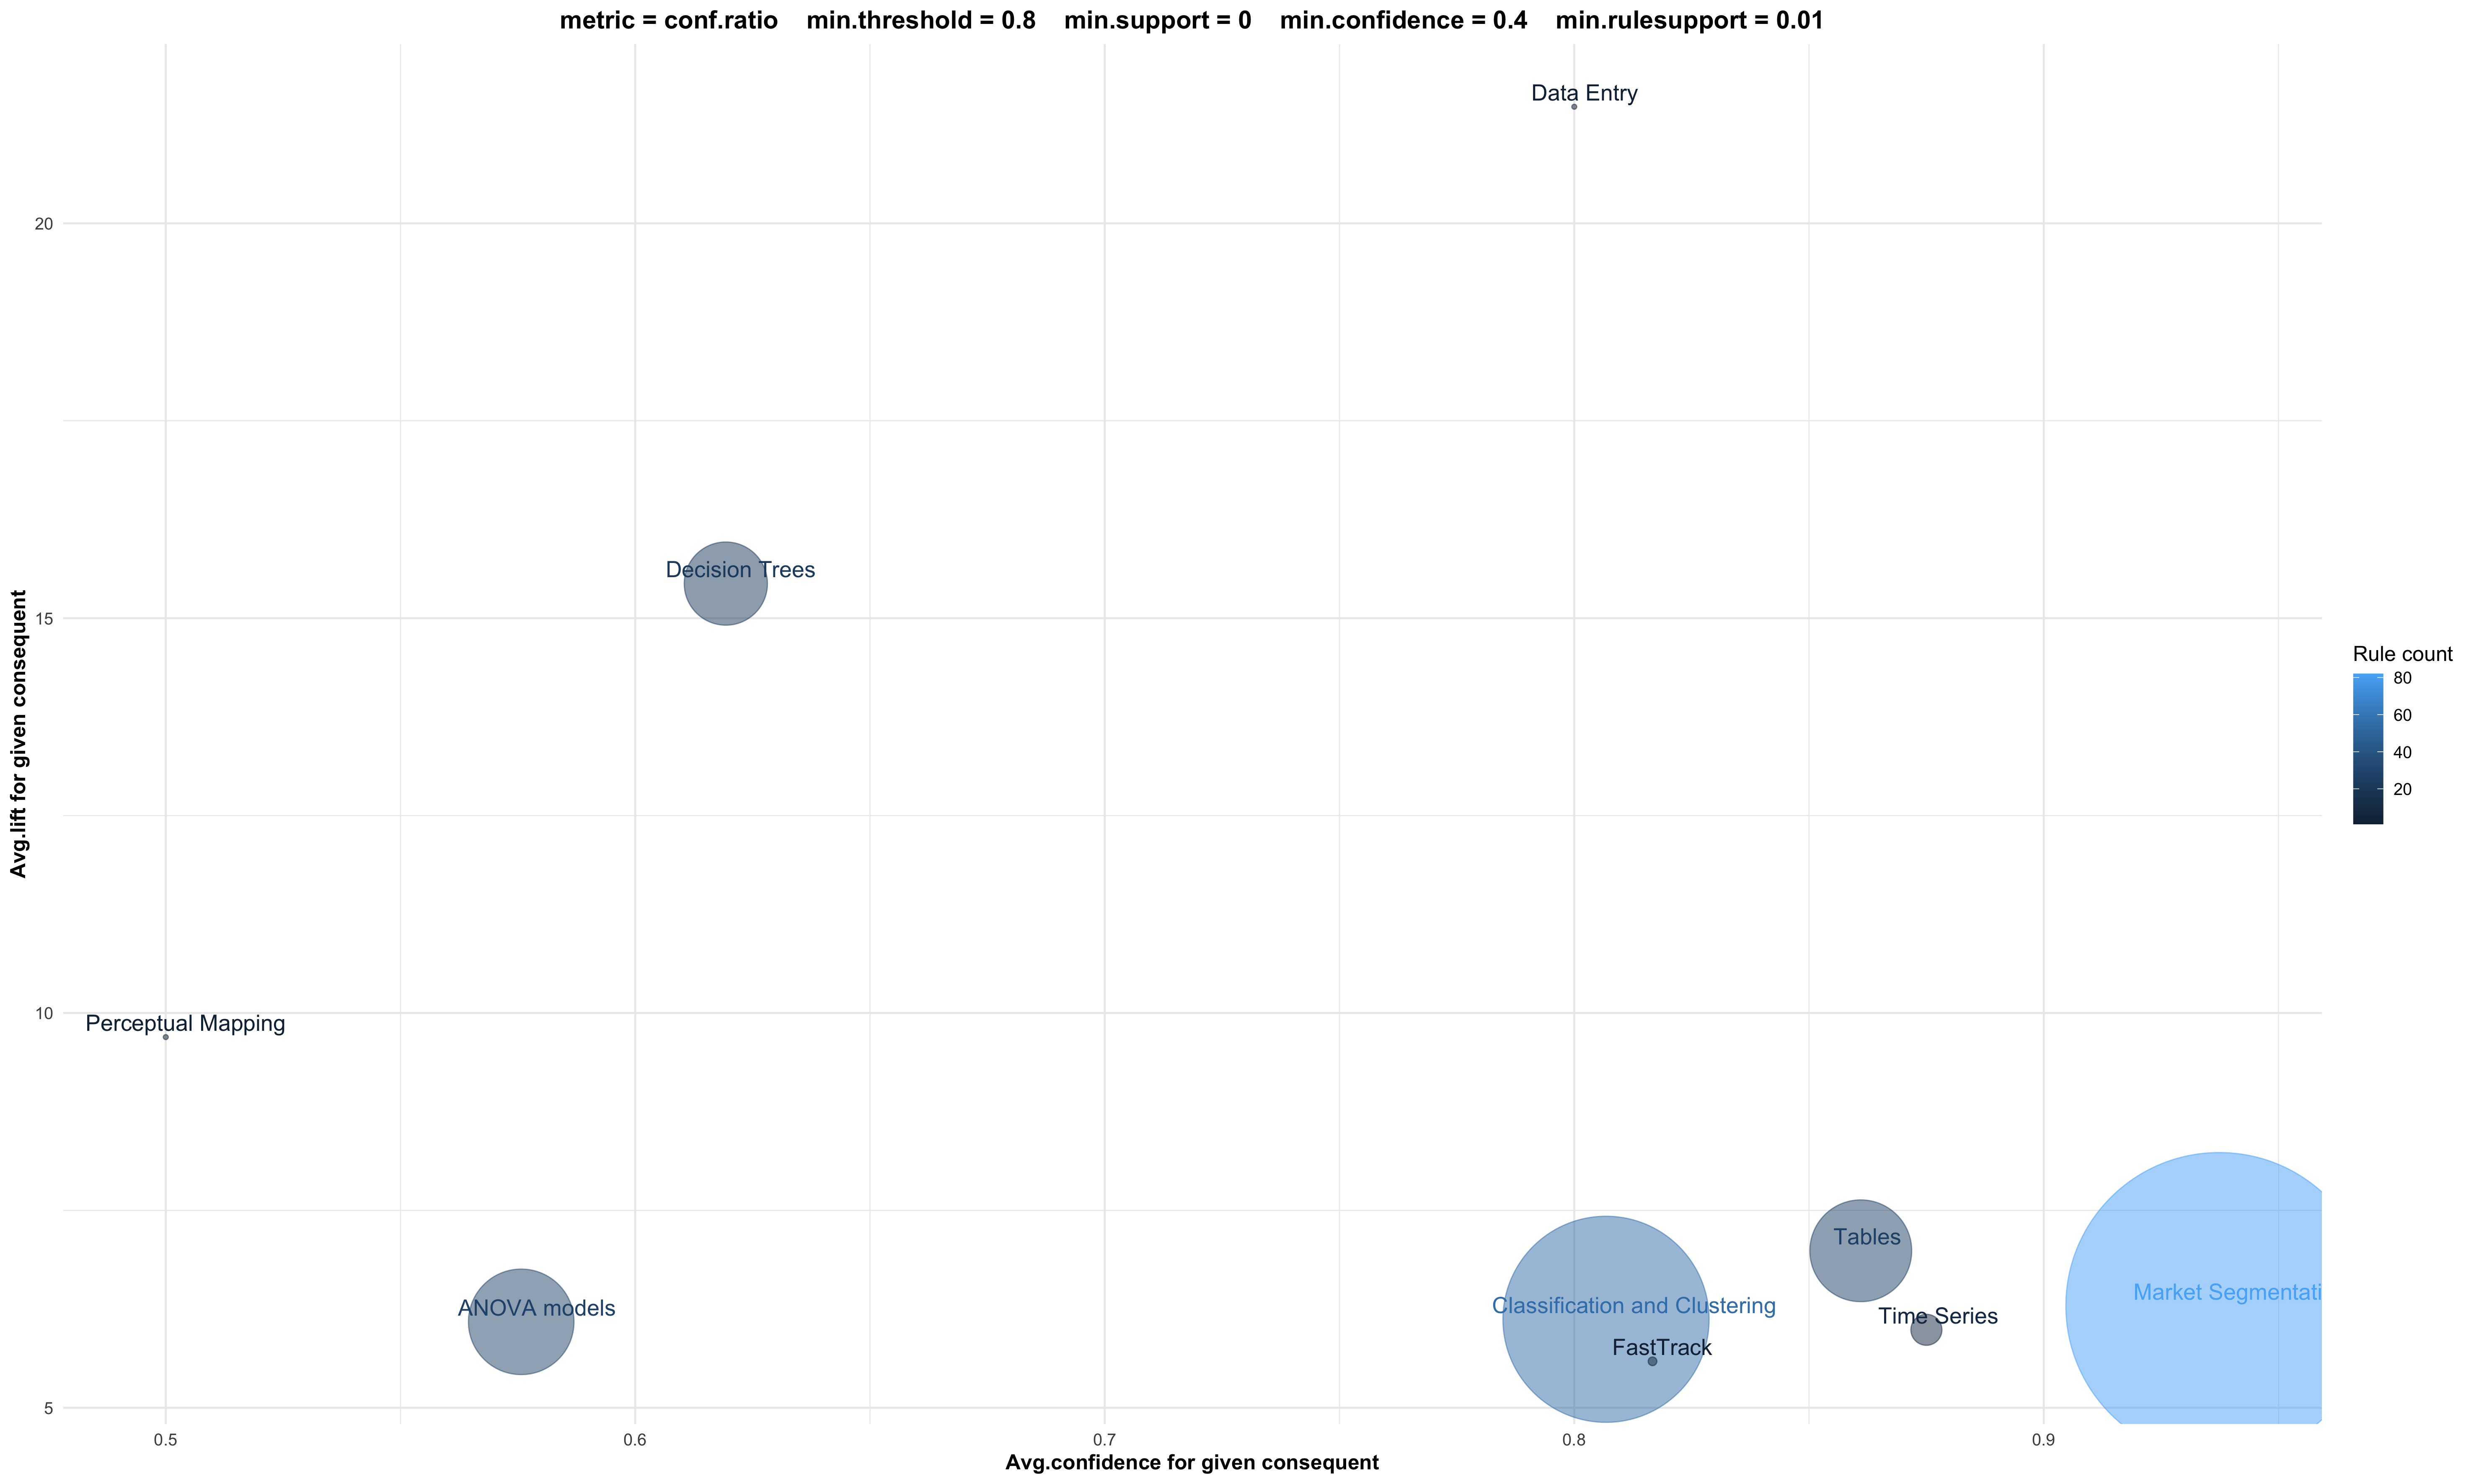 metric = conf.ratio    min.threshold = 0.8    min.support = 0    min.confidence = 0.4    min.rulesupport = 0.01
Data Entry
20
Decision Trees
15
Avg.lift for given consequent
Rule count
80
60
40
20
10
Perceptual Mapping
Tables
Market Segmentati
Classification and Clustering
ANOVA models
Time Series
FastTrack
5
0.5 0.6 0.7 0.8 0.9
Avg.confidence for given consequent